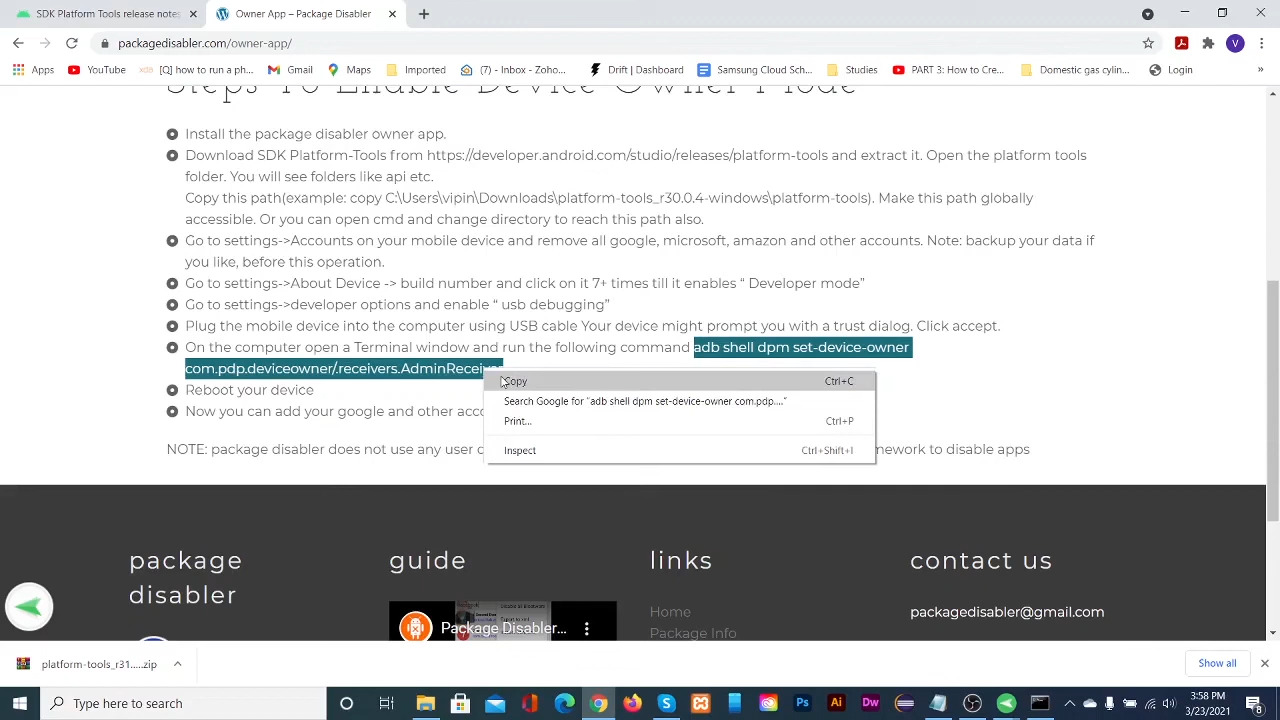 SDK Platform-Tools release notes
Owner App – Package Disabler
packagedisabler.com/owner-app/
V
Apps
YouTube
xda
[Q] how to run a ph...
Gmail
Maps
Imported
(7) - Inbox - Zoho...
Drift | Dashboard
Samsung Cloud Sch...
Studies
PART 3: How to Cre...
Domestic gas cylin...
Login
»
Steps To Enable Device Owner Mode
Install the package disabler owner app.
Download SDK Platform-Tools from https://developer.android.com/studio/releases/platform-tools and extract it. Open the platform tools
folder. You will see folders like api etc.
Copy this path(example: copy C:\Users\vipin\Downloads\platform-tools_r30.0.4-windows\platform-tools). Make this path globally
accessible. Or you can open cmd and change directory to reach this path also.
Go to settings->Accounts on your mobile device and remove all google, microsoft, amazon and other accounts. Note: backup your data if
you like, before this operation.
Go to settings->About Device -> build number and click on it 7+ times till it enables “ Developer mode”
Go to settings->developer options and enable “ usb debugging”
Plug the mobile device into the computer using USB cable Your device might prompt you with a trust dialog. Click accept.
On the computer open a Terminal window and run the following command adb shell dpm set-device-owner
com.pdp.deviceowner/.receivers.AdminReceiver
Copy Ctrl+C
Search Google for "adb shell dpm set-device-owner com.pdp...."
Print... Ctrl+P
Inspect Ctrl+Shift+I
Reboot your device
Now you can add your google and other acco
NOTE: package disabler does not use any user d
nework to disable apps
package
disabler
guide
Package Disabler...
links
Home
Package Info
contact us
packagedisabler@gmail.com
platform-tools_r31.....zip
Show all
Type here to search
Ps
Ai
Dw
3:58 PM
3/23/2021
8